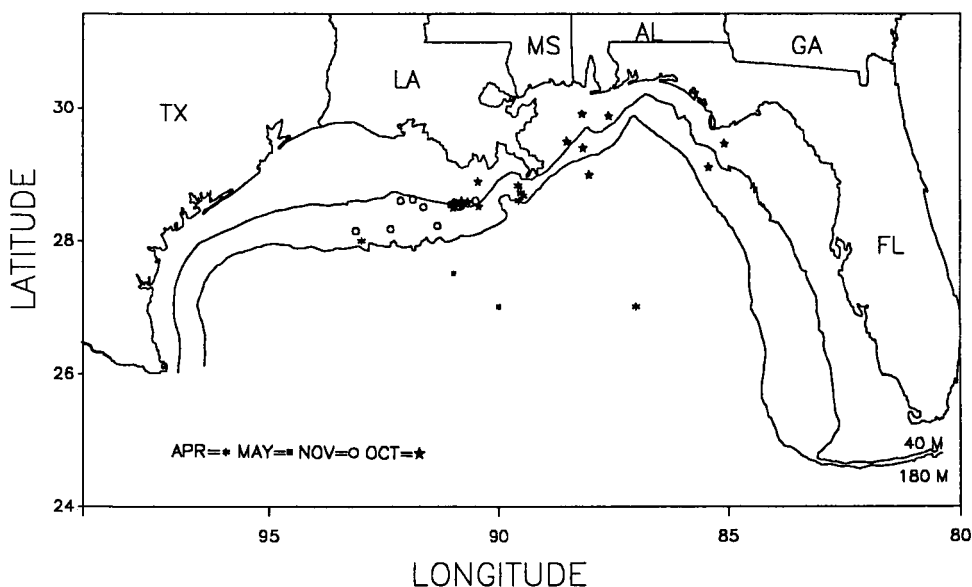 MS
AL
GA
LA
TX
30
28
26
24
LATITUDE
FL
APR=* MAY=▪ NOV=○ OCT=★
40 M
180 M
95
90
85
80
LONGITUDE